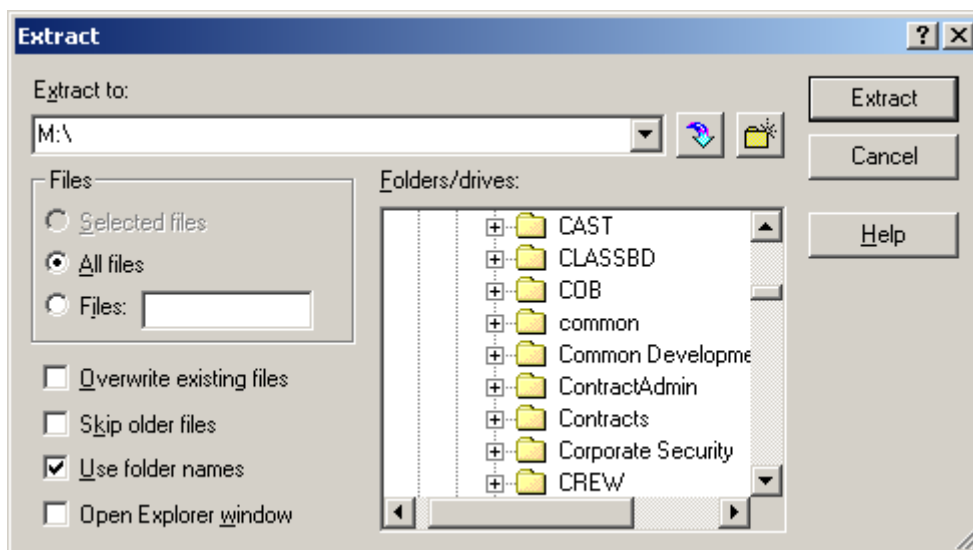 Extract
Extract to:
M:\
Extract
Cancel
Help
Files
Selected files
All files
Files:
Overwrite existing files
Skip older files
Use folder names
Open Explorer window
Folders/drives:
CAST
CLASSBD
COB
common
Common Developme
ContractAdmin
Contracts
Corporate Security
CREW